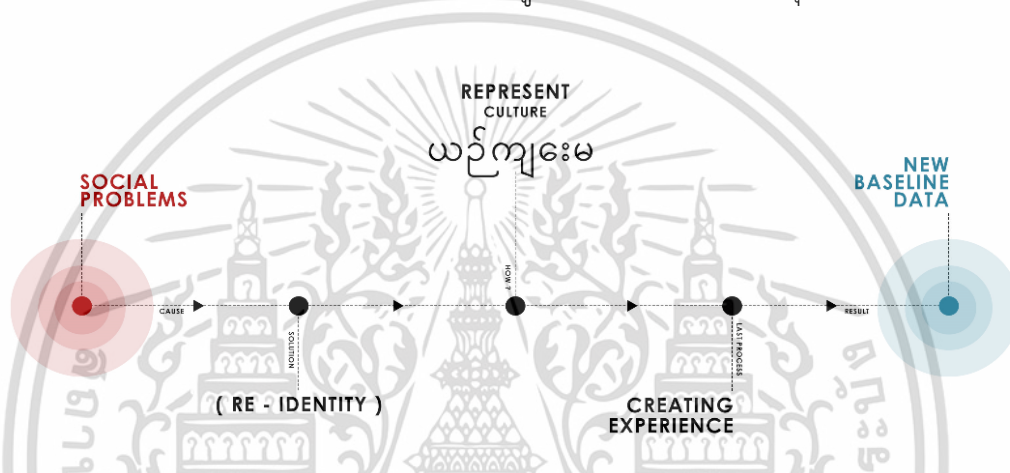 REPRESENT
CULTURE
ယဉ်ကျေးမ
SOCIAL
PROBLEMS
NEW
BASELINE
DATA
HOW ?
CAUSE
RESULT
SOLUTION
LAST PROCESS
( RE - IDENTITY )
CREATING
EXPERIENCE